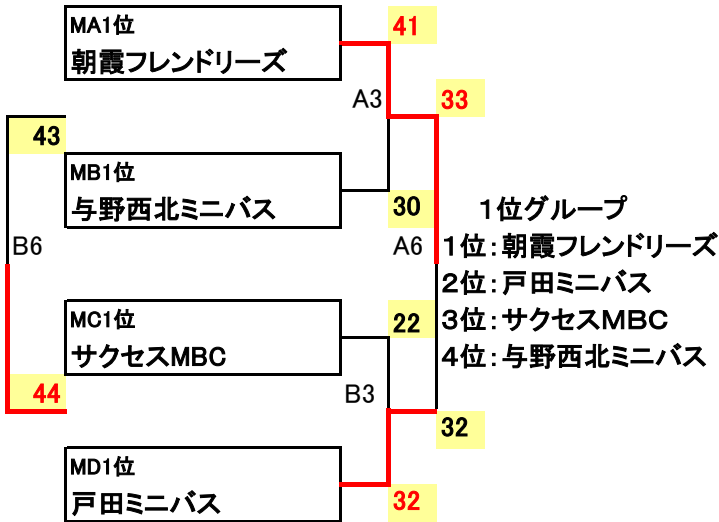 MA1位
朝霞フレンドリーズ
41
A3
33
43
MB1位
与野西北ミニバス
30
B6
A6
1位グループ
1位:朝霞フレンドリーズ
2位:戸田ミニバス
3位:サクセスMBC
4位:与野西北ミニバス
MC1位
サクセスMBC
22
44
B3
32
MD1位
戸田ミニバス
32